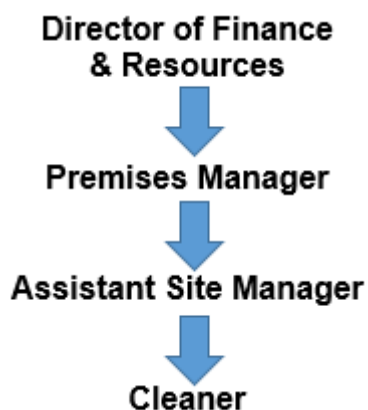 Director of Finance
& Resources
Premises Manager
Assistant Site Manager
Cleaner